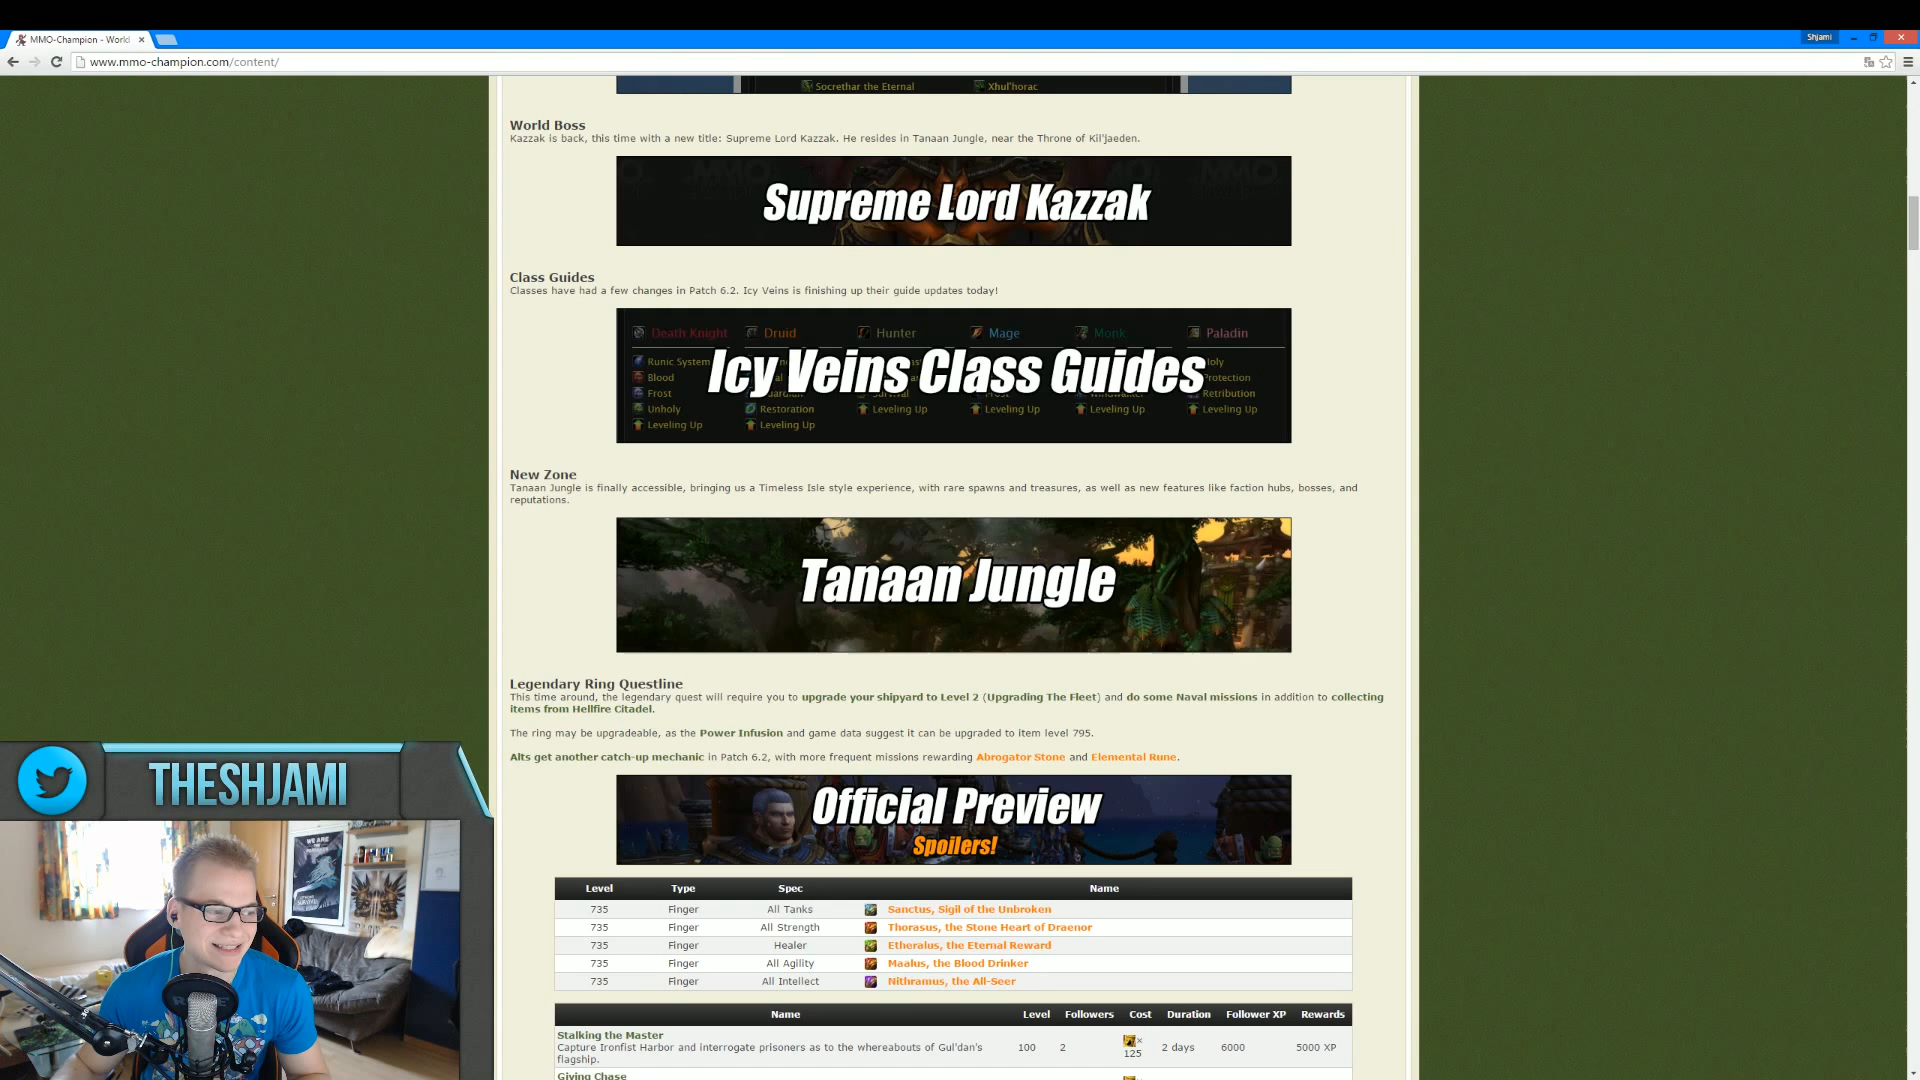 MMO-Champion - World
Shjami
www.mmo-champion.com/content/
Socrethar the Eternal Xhul'horac
World Boss
Kazzak is back, this time with a new title: Supreme Lord Kazzak. He resides in Tanaan Jungle, near the Throne of Kil'jaeden.
Supreme Lord Kazzak
Class Guides
Classes have had a few changes in Patch 6.2. Icy Veins is finishing up their guide updates today!
Death Knight Druid Hunter Mage Monk Paladin
Runic System
Icy Veins Class Guides
Blood
Frost Retribution
Unholy Restoration Leveling Up Leveling Up Leveling Up Leveling Up
Leveling Up Leveling Up
New Zone
Tanaan Jungle is finally accessible, bringing us a Timeless Isle style experience, with rare spawns and treasures, as well as new features like faction hubs, bosses, and
reputations.
Tanaan Jungle
Legendary Ring Questline
This time around, the legendary quest will require you to upgrade your shipyard to Level 2 (Upgrading The Fleet) and do some Naval missions in addition to collecting
items from Hellfire Citadel.
The ring may be upgradeable, as the Power Infusion and game data suggest it can be upgraded to item level 795.
Alts get another catch-up mechanic in Patch 6.2, with more frequent missions rewarding Abrogator Stone and Elemental Rune.
Official Preview
Spoilers!
Level Type Spec Name
735 Finger All Tanks Sanctus, Sigil of the Unbroken
735 Finger All Strength Thorasus, the Stone Heart of Draenor
735 Finger Healer Etheralus, the Eternal Reward
735 Finger All Agility Maalus, the Blood Drinker
735 Finger All Intellect Nithramus, the All-Seer
Name Level Followers Cost Duration Follower XP Rewards
Stalking the Master
Capture Ironfist Harbor and interrogate prisoners as to the whereabouts of Gul'dan's
flagship.
100 2 × 125 2 days 6000 5000 XP
Giving Chase
THESHJAMI
WE ARE